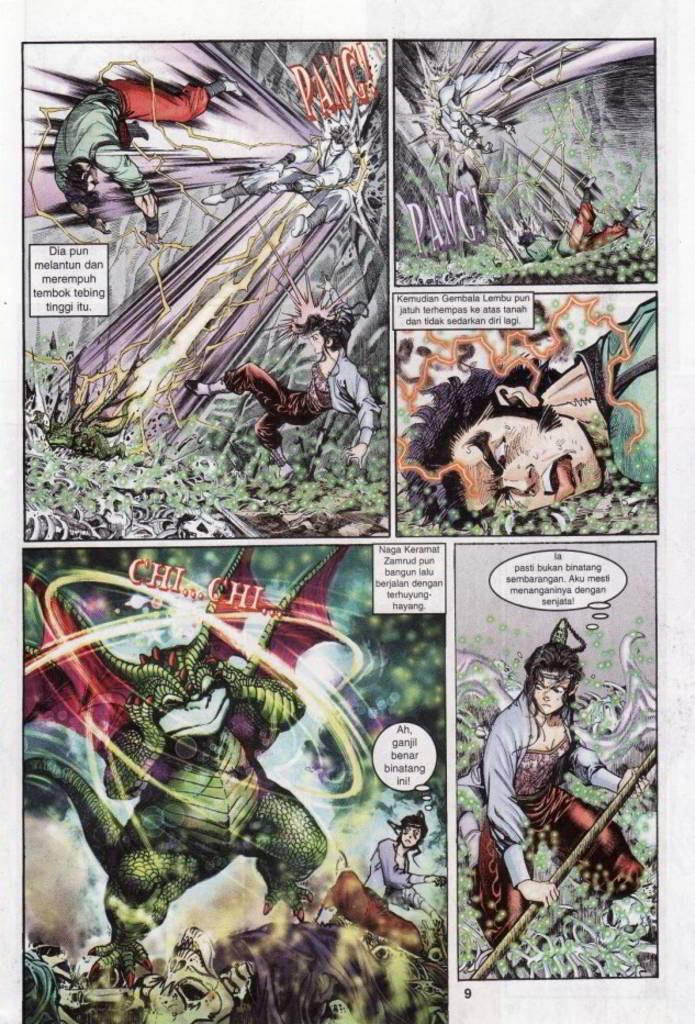 PANG!
Dia pun
melantun dan
merempuh
tembok tebing
tinggi itu.
PANG!
Kemudian Gembala Lembu pun
jatuh terhempas ke atas tanah
dan tidak sedarkan diri lagi.
CHI...CHI...
Naga Keramat
Zamrud pun
bangun lalu
berjalan dengan
terhuyung-
hayang.
Ah,
ganjil
benar
binatang
ini!
Ia
pasti bukan binatang
sembarangan. Aku mesti
menanganinya dengan
senjata!
9